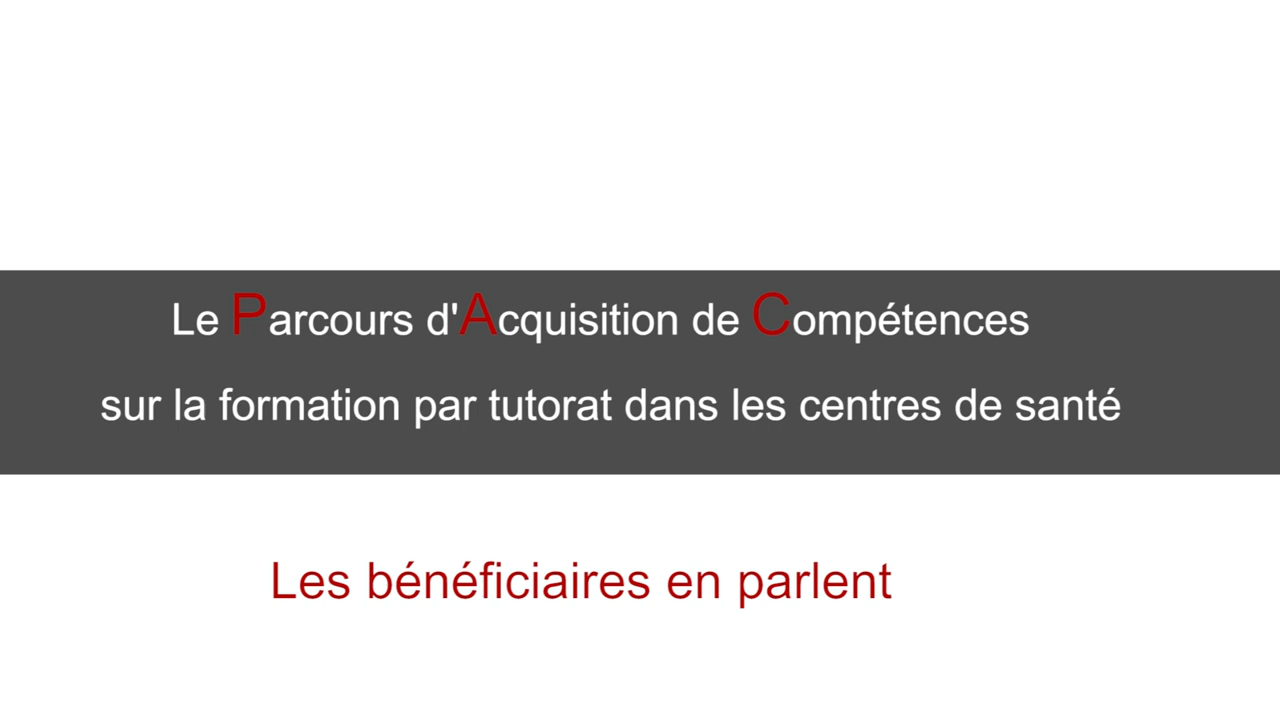 Le Parcours d'Acquisition de Compétences
sur la formation par tutorat dans les centres de santé
Les bénéficiaires en parlent